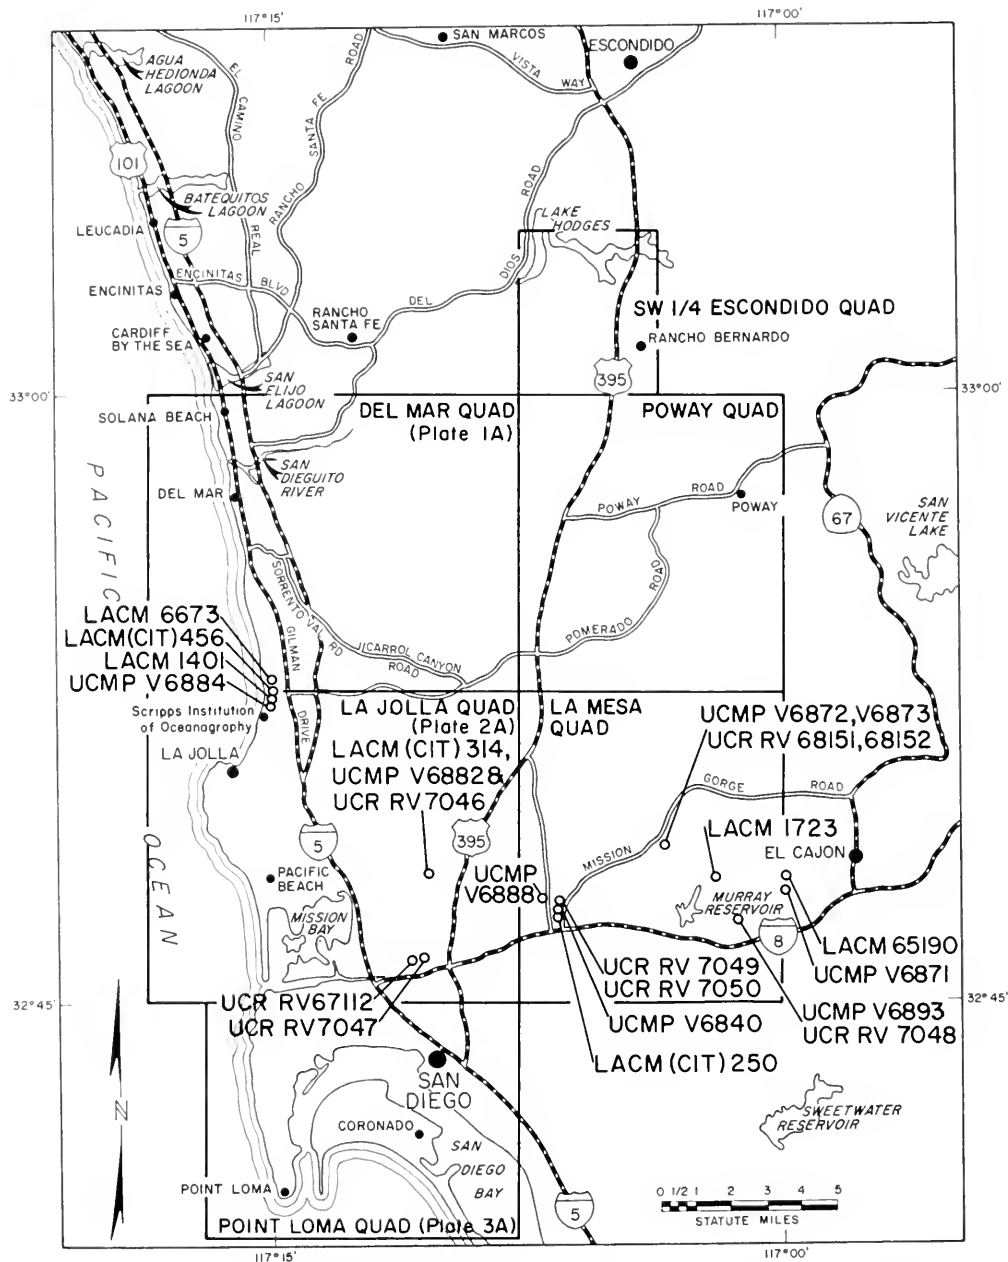 117°15'
117°00'
SAN MARCOS
ESCONDIDO
AGUA
HEDIONDA
LAGOON
EL
CAMINO
REAL
ROAD
SANTA FE
RANCHO
VISTA
WAY
101
BATEQUITOS
LAGOON
LEUCADIA
5
ENCINITAS
BLVD
ENCINITAS
ROAD
DIOS
DEL
LAKE
HODGES
RANCHO
SANTA FE
CARDIFF
BY THE SEA
SW 1/4 ESCONDIDO QUAD
RANCHO BERNARDO
395
SAN
ELIJO
LAGOON
33°00'
33°00'
SOLANA BEACH
DEL MAR QUAD
(Plate 1A)
POWAY QUAD
SAN
DIEGUITO
RIVER
DEL MAR
POWAY
ROAD
POWAY
67
SAN
VICENTE
LAKE
PACIFIC
OCEAN
SORRENTO VAL RD
GILMAN
DRIVE
JICARROL CANYON
ROAD
POMERADO
ROAD
LACM 6673
LACM(CIT)456
LACM 1401
UCMP V6884
Scripps Institution
of Oceanography
LA JOLLA
LA JOLLA QUAD
(Plate 2A)
LA MESA
QUAD
LACM (CIT) 314,
UCMP V6882&
UCR RV 7046
UCMP V6872,V6873
UCR RV 68151,68152
GORGE
ROAD
MISSION
LACM 1723
EL CAJON
5
395
PACIFIC
BEACH
MISSION
BAY
UCMP
V6888
MURRAY
RESERVOIR
8
LACM 65190
UCMP V6871
UCR RV 7049
UCR RV 7050
UCR RV67112
UCR RV7047
UCMP V6840
UCMP V6893
UCR RV 7048
LACM (CIT) 250
32°45'
32°45'
SAN
DIEGO
CORONADO
SAN
DIEGO
BAY
SWEETWATER
RESERVOIR
N
POINT LOMA
POINT LOMA QUAD (Plate 3A)
5
0 1/2 1 2 3 4 5
STATUTE MILES
117°15'
117°00'